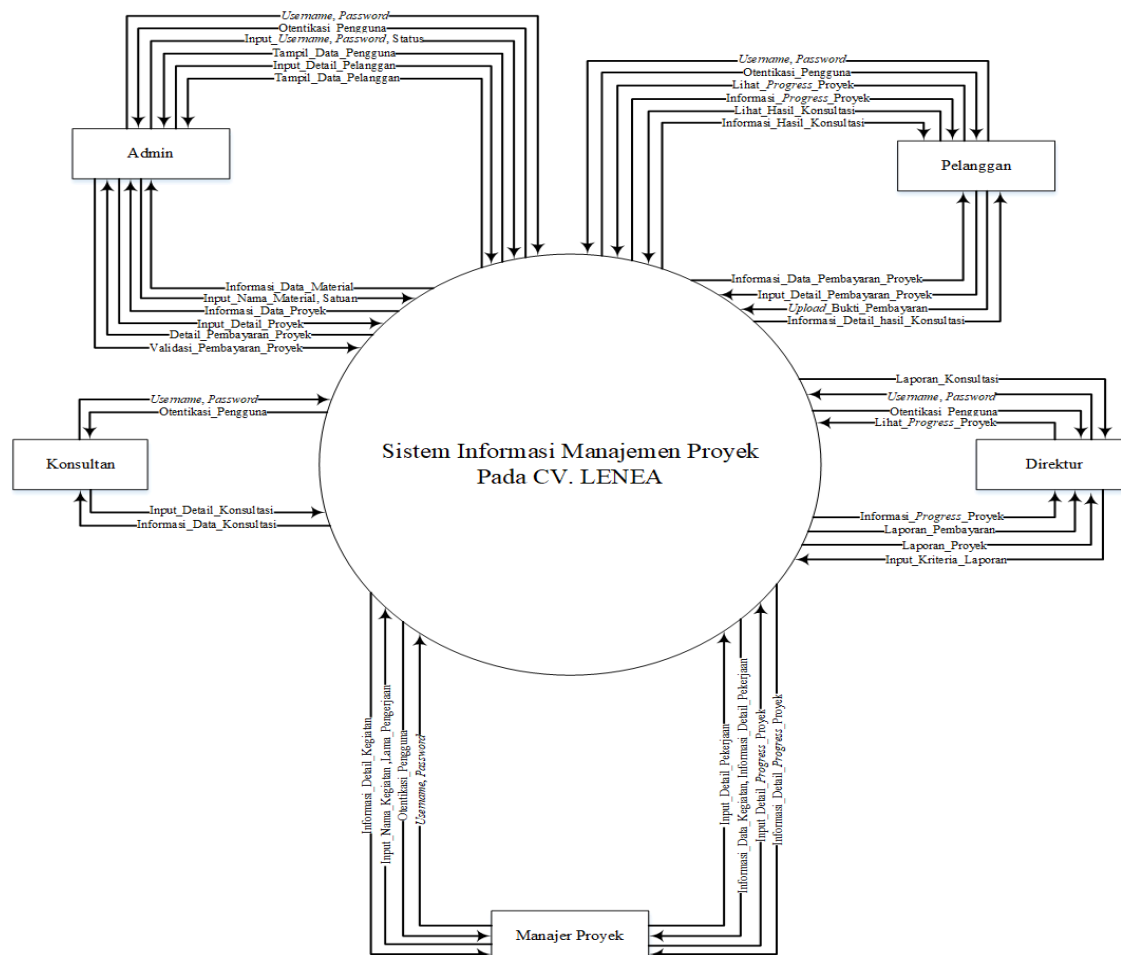 Username, Password
Otentikasi_Pengguna
Input_Username, Password, Status
Tampil_Data_Pengguna
Input_Detail_Pelanggan
Tampil_Data_Pelanggan
Admin
Informasi_Data_Material
Input_Nama_Material, Satuan
Informasi_Data_Proyek
Input_Detail_Proyek
Detail_Pembayaran_Proyek
Validasi_Pembayaran_Proyek
Username, Password
Otentikasi_Pengguna
Lihat_Progress_Proyek
Informasi_Progress_Proyek
Lihat_Hasil_Konsultasi
Informasi_Hasil_Konsultasi
Pelanggan
Informasi_Data_Pembayaran_Proyek
Input_Detail_Pembayaran_Proyek
Upload_Bukti_Pembayaran
Informasi_Detail_hasil_Konsultasi
Username, Password
Otentikasi_Pengguna
Konsultan
Input_Detail_Konsultasi
Informasi_Data_Konsultasi
Sistem Informasi Manajemen Proyek
Pada CV. LENEA
Laporan_Konsultasi
Username, Password
Otentikasi_Pengguna
Lihat_Progress_Proyek
Direktur
Informasi_Progress_Proyek
Laporan_Pembayaran
Laporan_Proyek
Input_Kriteria_Laporan
Informasi_Detail_Kegiatan
Input_Nama_Kegiatan ,Lama_Pengerjaan
Otentikasi_Pengguna
Username, Password
Input_Detail_Pekerjaan
Informasi_Data_Kegiatan, Informasi_Detail_Pekerjaan
Input_Detail_Progress_Proyek
Informasi_Detail_Progress_Proyek
Manajer Proyek